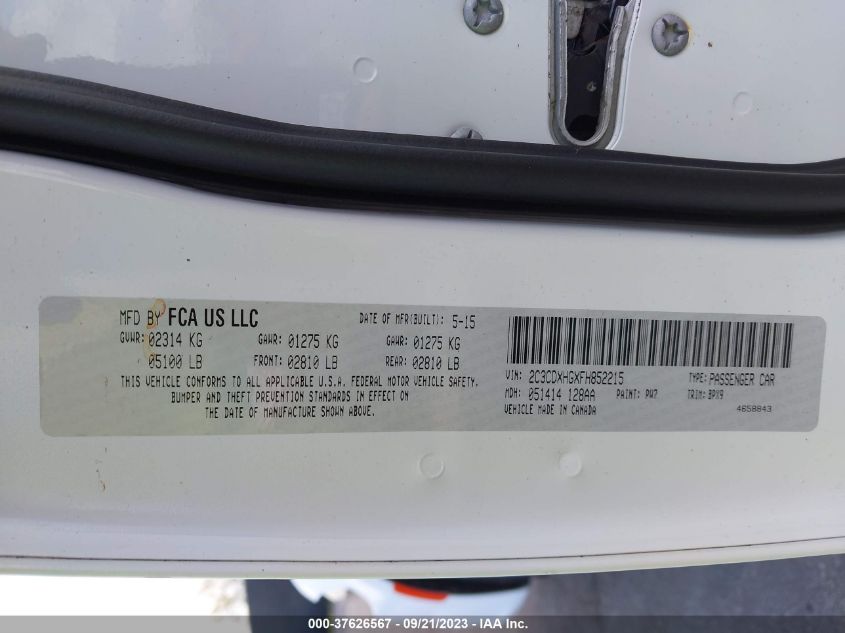 MFD BY FCA US LLC DATE OF MFR(BUILT): 5-15
GVWR: 02314 KG GAWR: 01275 KG GAWR: 01275 KG
05100 LB FRONT: 02810 LB REAR: 02810 LB
THIS VEHICLE CONFORMS TO ALL APPLICABLE U.S.A. FEDERAL MOTOR VEHICLE SAFETY,
BUMPER AND THEFT PREVENTION STANDARDS IN EFFECT ON
THE DATE OF MANUFACTURE SHOWN ABOVE.
VIN: 2C3CDXHGXFH852215 TYPE: PASSENGER CAR
MDH: 051414 128AA PAINT: PW7 TRIM: BPX9
VEHICLE MADE IN CANADA 4658843
000-37626567 - 09/21/2023 - IAA Inc.